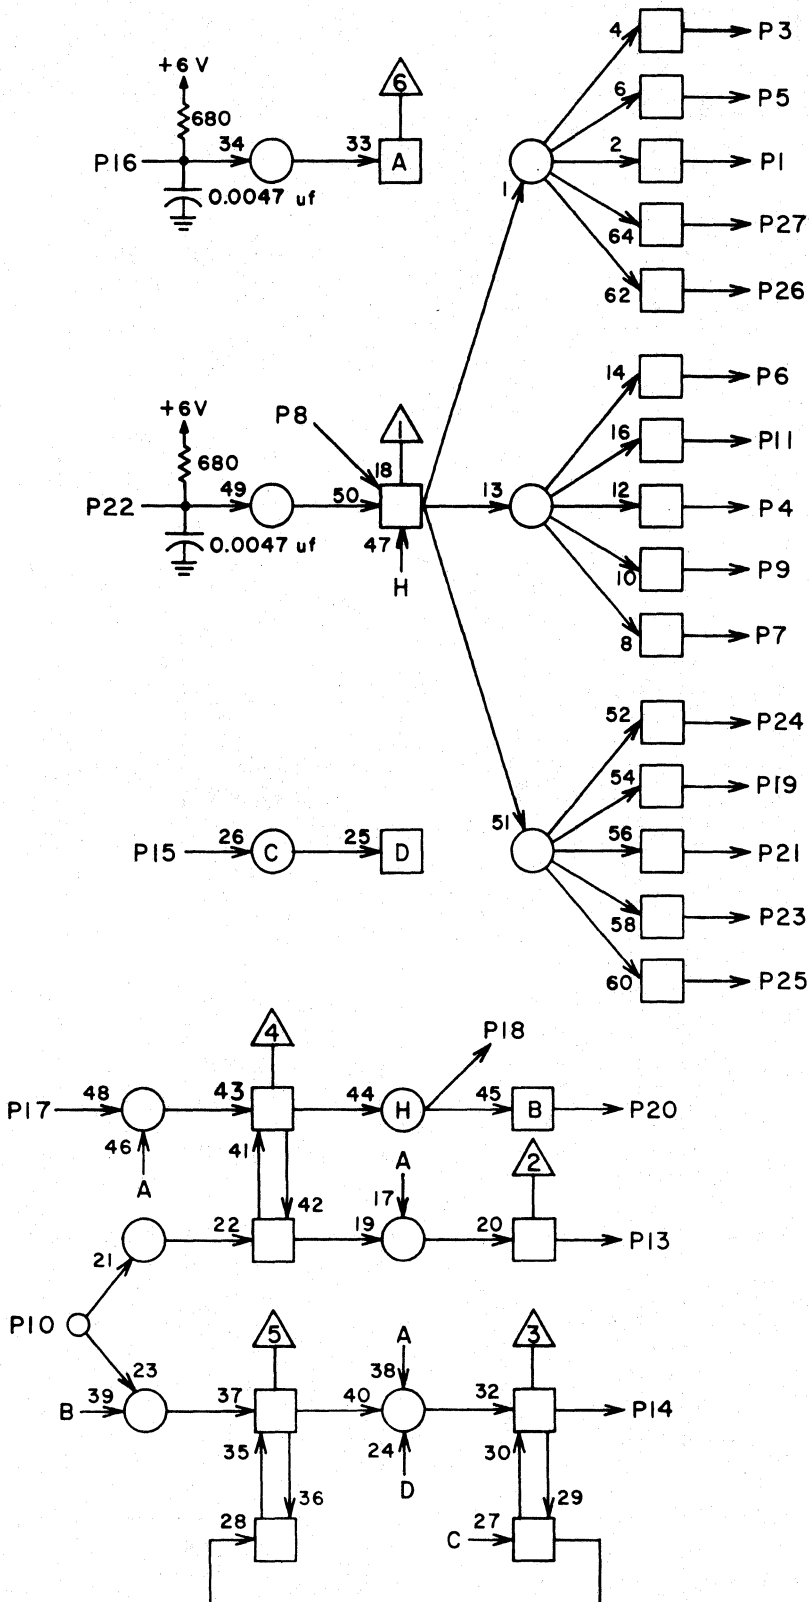 4 P3
+6V 6
680
P16 34 33 A
0.0047 uf
6 P5
2 P1
1
64 P27
62 P26
14 P6
+6V P8 1
680 18
16 P11
P22 49 50 13 12 P4
0.0047 uf 47
H
10 P9
8 P7
52 P24
54 P19
51
P15 26 C 25 D 56 P21
58 P23
60 P25
4 P18
P17 48 43 44 H 45 B P20
46 41 A 2
A 42 17
22 19 20 P13
21
P10 5 A 3
23 38
B 39 37 40 32 P14
35 24 30
D
36 29
28 C 27